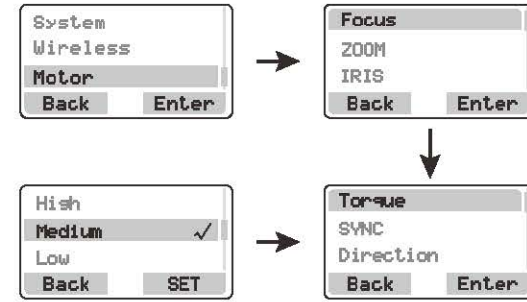 System
Wireless
Motor
Back Enter
Focus
ZOOM
IRIS
Back Enter
High
Medium ✓
Low
Back SET
Torque
SYNC
Direction
Back Enter